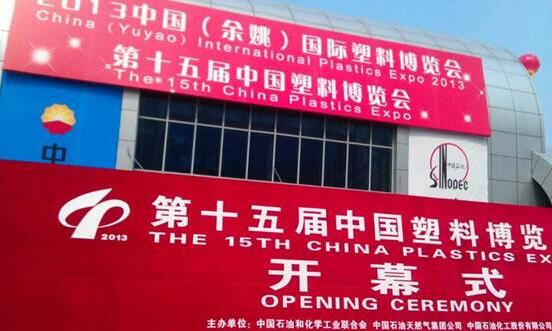 2013中国（余姚）国际塑料博览会
China (Yuyao) International Plastics Expo 2013
第十五届中国塑料博览会
The 15th China Plastics Expo
中
SINOPEC
2013
第十五届中国塑料博览
THE 15TH CHINA PLASTICS EX
开幕式
OPENING CEREMONY
主办单位：中国石油和化学工业联合会 中国石油天然气集团公司 中国石油化工股份有限公司